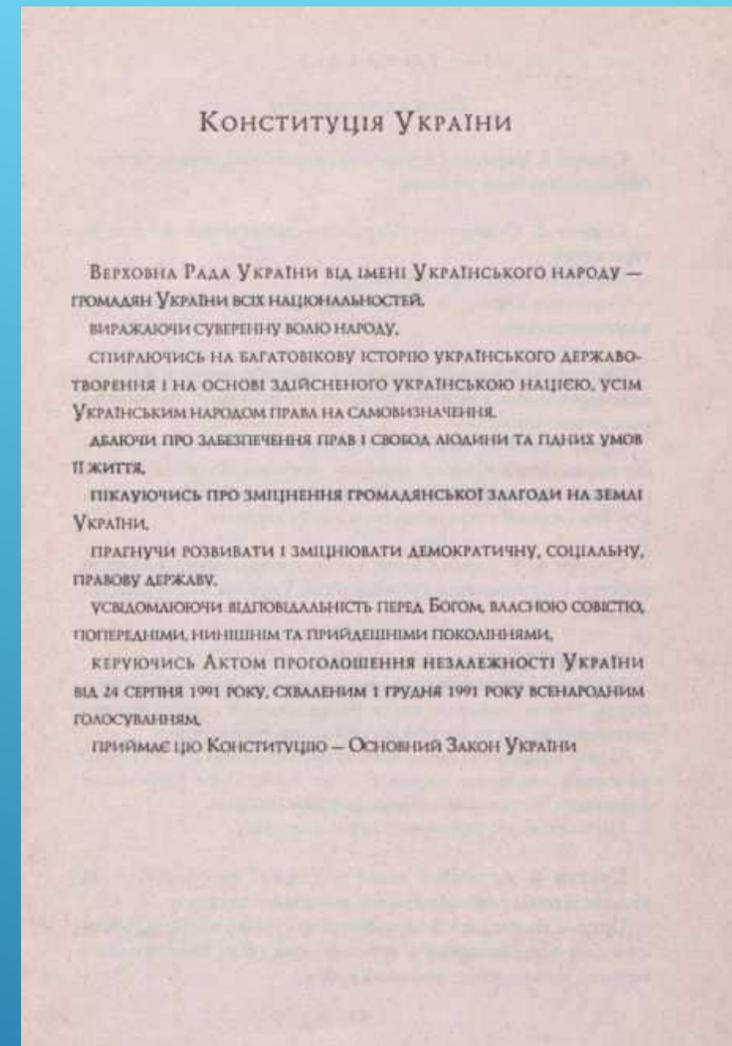 Конституція України
Верховна Рада України від імені Українського народу —
громадян України всіх національностей,
виражаючи суверенну волю народу,
спираючись на багатовікову історію українського державо-
творення і на основі здійсненого українською нацією, усім
Українським народом права на самовизначення,
дбаючи про забезпечення прав і свобод людини та гідних умов
її життя,
піклуючись про зміцнення громадянської злагоди на землі
України,
прагнучи розвивати і зміцнювати демократичну, соціальну,
правову державу,
усвідомлюючи відповідальність перед Богом, власною совістю,
попередніми, нинішнім та прийдешніми поколіннями,
керуючись Актом проголошення незалежності України
від 24 серпня 1991 року, схваленим 1 грудня 1991 року всенародним
голосуванням,
приймає цю Конституцію — Основний Закон України